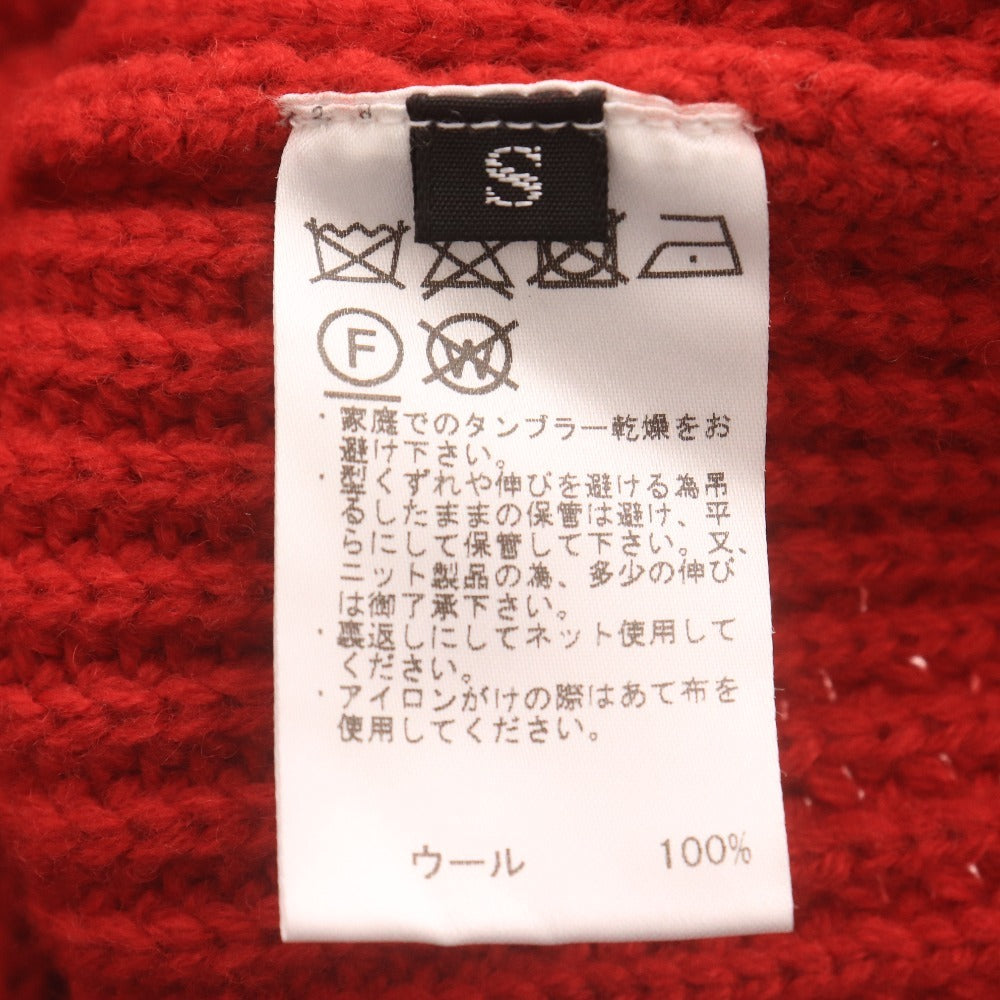 S
F
W
・家庭でのタンブラー乾燥をお
避け下さい。
・型くずれや伸びを避ける為吊
るしたままの保管は避け、平
らにして保管して下さい。又、
ニット製品の為、多少の伸び
は御了承下さい。
・裏返しにしてネット使用して
ください。
・アイロンがけの際はあて布を
使用してください。
ウール 100%